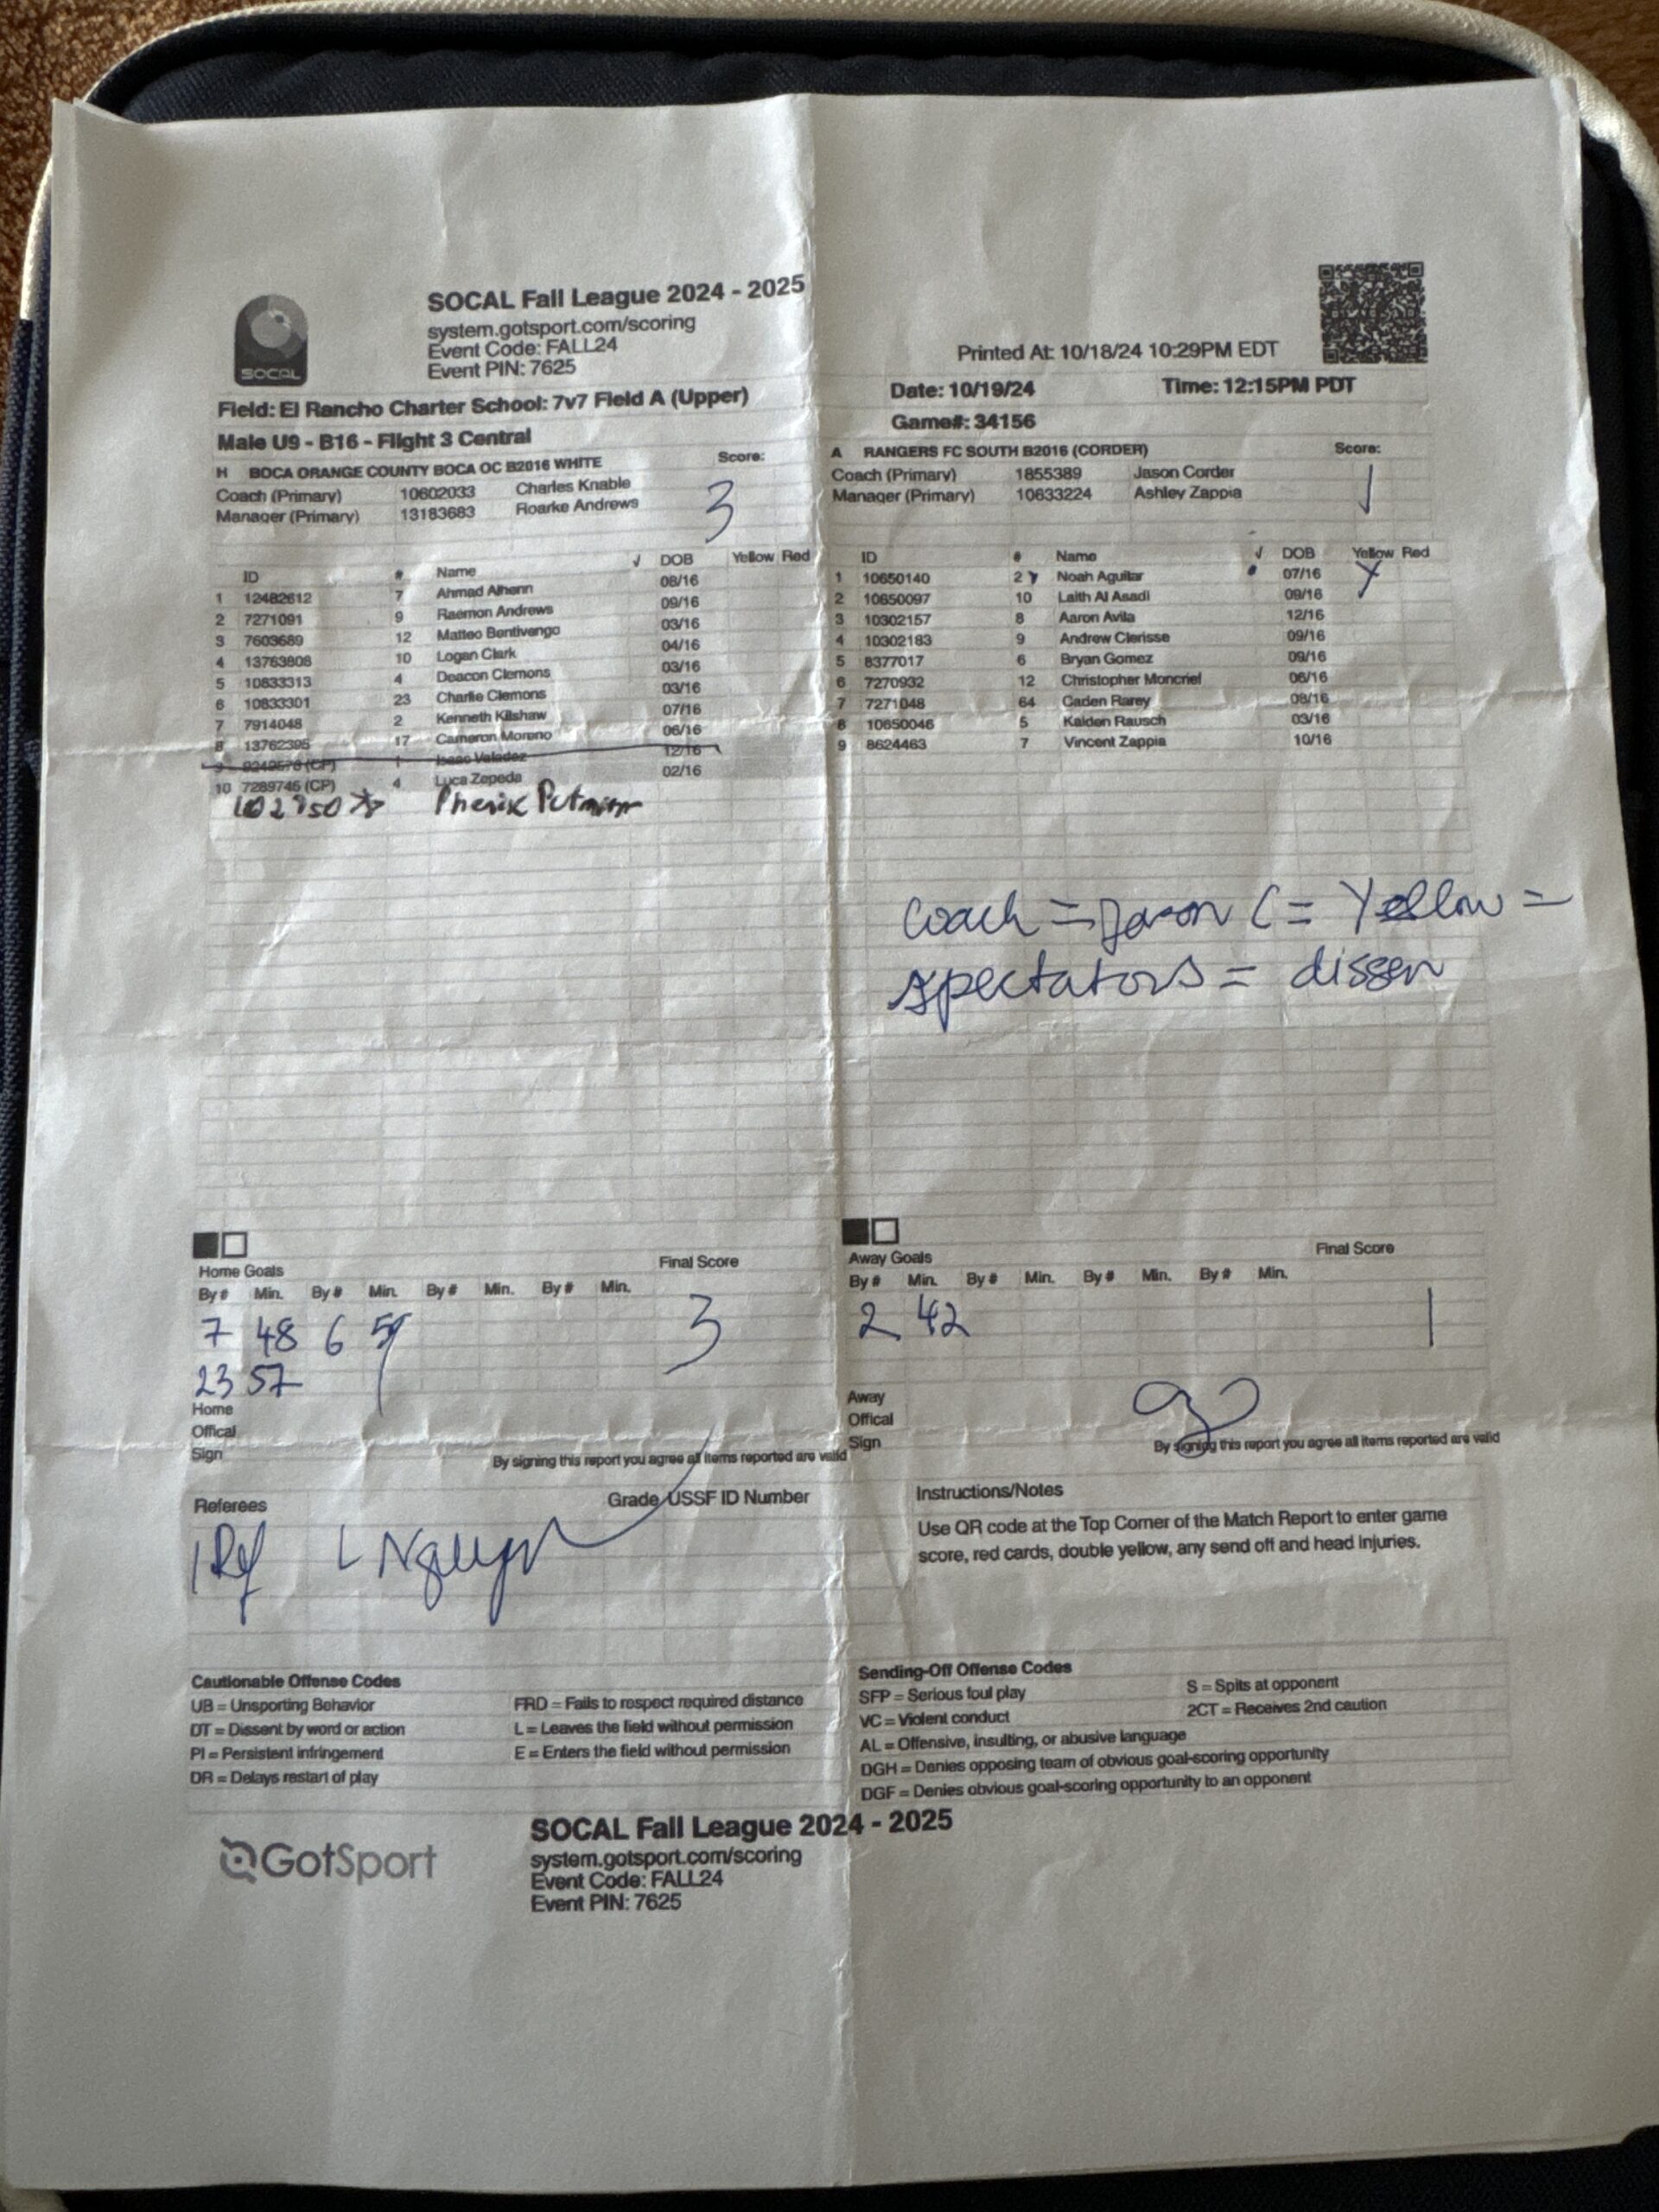 SOCAL Fall League 2024 - 2025
system.gotsport.com/scoring
Event Code: FALL24
Event PIN: 7625
SOCAL
Printed At: 10/18/24 10:29PM EDT
Field: El Rancho Charter School: 7v7 Field A (Upper)
Date: 10/19/24 Time: 12:15PM PDT
Male U9 - B16 - Flight 3 Central
Game#: 34156
H BOCA ORANGE COUNTY BOCA OC B2016 WHITE Score:
Coach (Primary) 10602033 Charles Knable
Manager (Primary) 13183683 Roarke Andrews
3
ID # Name √ DOB Yellow Red
1 12482612 7 Ahmad Alhenn 08/16
2 7271091 9 Raemon Andrews 09/16
3 7603689 12 Matteo Bentivengo 03/16
4 13763808 10 Logan Clark 04/16
5 10833313 4 Deacon Clemons 03/16
6 10833301 23 Charlie Clemons 03/16
7 7914048 2 Kenneth Kilshaw 07/16
8 13762395 17 Cameron Moreno 06/16
9 9249578 (CP) 1 Isaac Valadez 12/16
10 7289745 (CP) 4 Luca Zepeda 02/16
A RANGERS FC SOUTH B2016 (CORDER) Score:
Coach (Primary) 1855389 Jason Corder
Manager (Primary) 10633224 Ashley Zappia
1
ID # Name √ DOB Yellow Red
1 10650140 2 Noah Aguilar 07/16 Y
2 10650097 10 Laith Al Asadi 09/16
3 10302157 8 Aaron Avila 12/16
4 10302183 9 Andrew Clerisse 09/16
5 8377017 6 Bryan Gomez 09/16
6 7270932 12 Christopher Moncrief 06/16
7 7271048 64 Caden Rarey 08/16
8 10650046 5 Kaiden Rausch 03/16
9 8624463 7 Vincent Zappia 10/16
coach = Jason C = Yellow =
spectators = dissen
Home Goals Final Score
By # Min. By # Min. By # Min. By # Min.
7 48 6 3
23 57
Home
Offical
Sign
By signing this report you agree all items reported are valid
Away Goals Final Score
By # Min. By # Min. By # Min. By # Min.
2 42 1
Away
Offical
Sign
By signing this report you agree all items reported are valid
Referees Grade USSF ID Number
Ref L Nguyen
Instructions/Notes
Use QR code at the Top Corner of the Match Report to enter game
score, red cards, double yellow, any send off and head injuries.
Cautionable Offense Codes
UB = Unsporting Behavior FRD = Fails to respect required distance
DT = Dissent by word or action L = Leaves the field without permission
PI = Persistent infringement E = Enters the field without permission
DR = Delays restart of play
Sending-Off Offense Codes
SFP = Serious foul play S = Spits at opponent
VC = Violent conduct 2CT = Receives 2nd caution
AL = Offensive, insulting, or abusive language
DGH = Denies opposing team of obvious goal-scoring opportunity
DGF = Denies obvious goal-scoring opportunity to an opponent
GotSport
SOCAL Fall League 2024 - 2025
system.gotsport.com/scoring
Event Code: FALL24
Event PIN: 7625